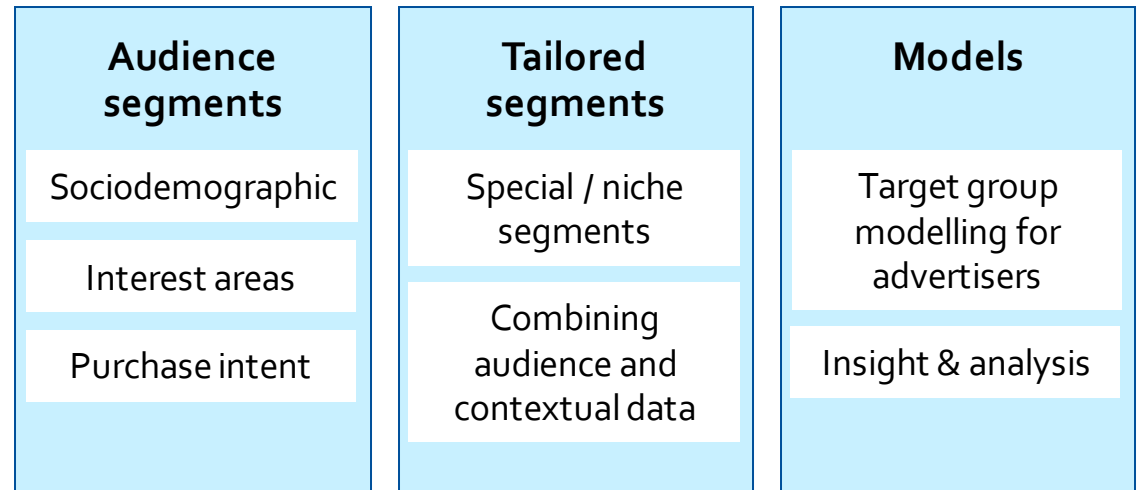 Audience
segments
Sociodemographic
Interest areas
Purchase intent
Tailored
segments
Special / niche
segments
Combining
audience and
contextual data
Models
Target group
modelling for
advertisers
Insight & analysis